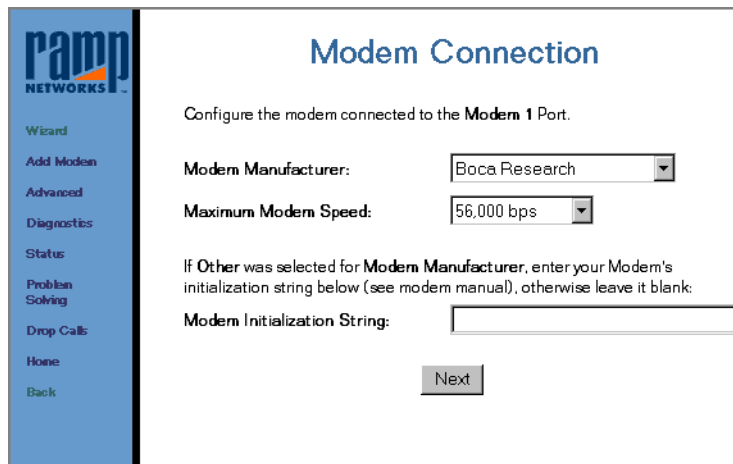 ramp
NETWORKS
Wizard
Add Modem
Advanced
Diagnostics
Status
Problem
Solving
Drop Calls
Home
Back
Modem Connection
Configure the modem connected to the Modem 1 Port.
Modem Manufacturer:
Boca Research
Maximum Modem Speed:
56,000 bps
If Other was selected for Modem Manufacturer, enter your Modem's
initialization string below (see modem manual), otherwise leave it blank:
Modem Initialization String:
Next